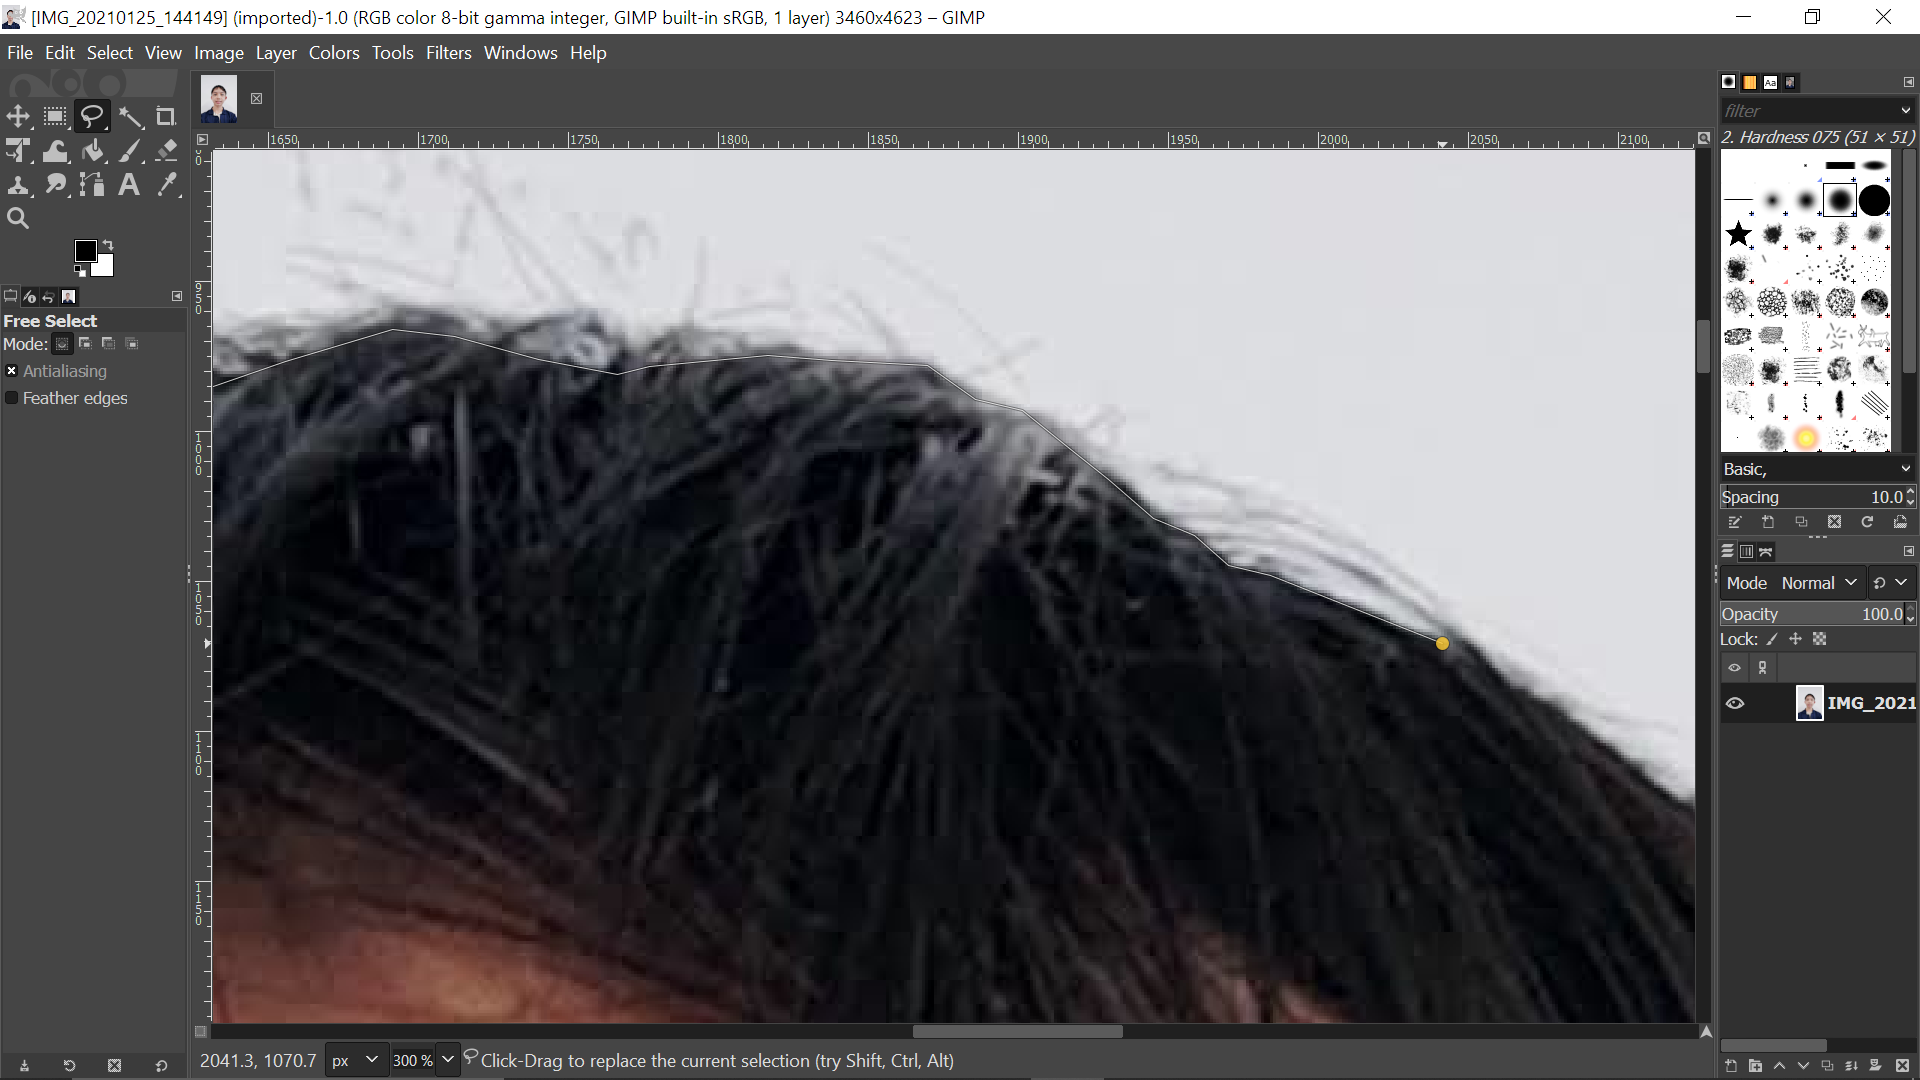 [IMG_20210125_144149] (imported)-1.0 (RGB color 8-bit gamma integer, GIMP built-in sRGB, 1 layer) 3460x4623 – GIMP
File Edit Select View Image Layer Colors Tools Filters Windows Help
1650 1700 1750 1800 1850 1900 1950 2000 2050 2100
950
1000
1050
1100
1150
Free Select
Mode:
Antialiasing
Feather edges
Aa
filter
2. Hardness 075 (51 × 51)
Basic,
Spacing 10.0
Mode Normal
Opacity 100.0
Lock:
IMG_2021
2041.3, 1070.7 px 300 % Click-Drag to replace the current selection (try Shift, Ctrl, Alt)